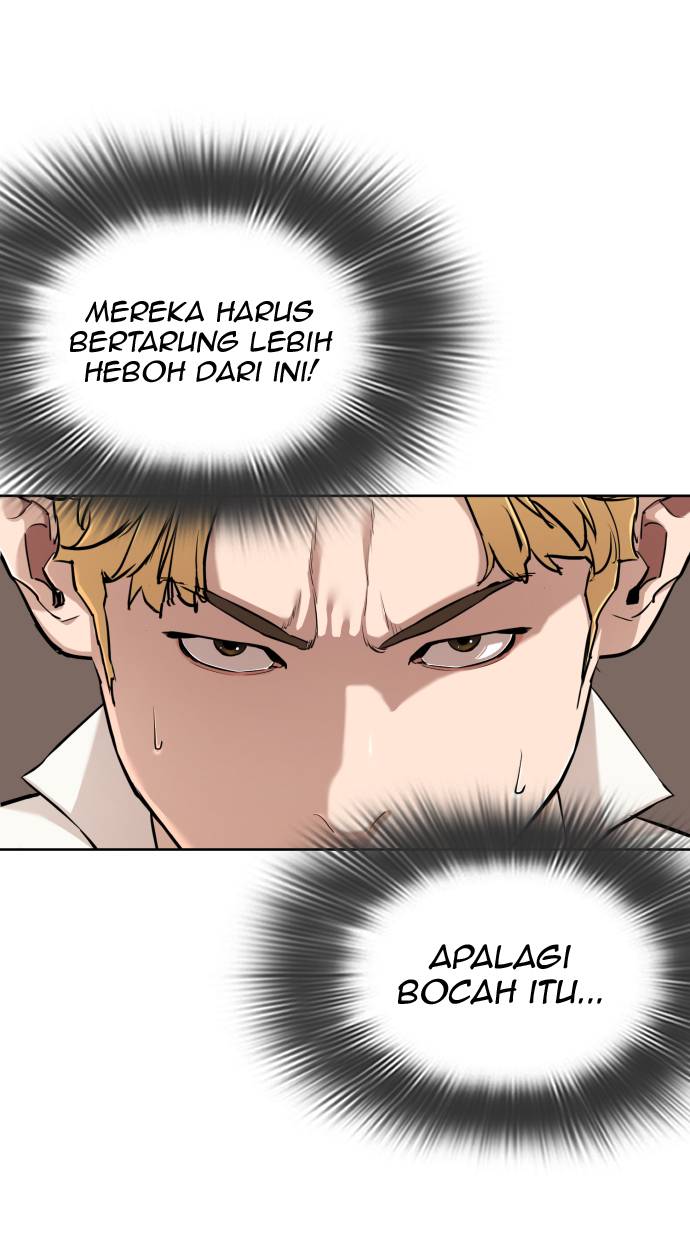 MEREKA HARUS
BERTARUNG LEBIH
HEBOH DARI INI!
APALAGI
BOCAH ITU...